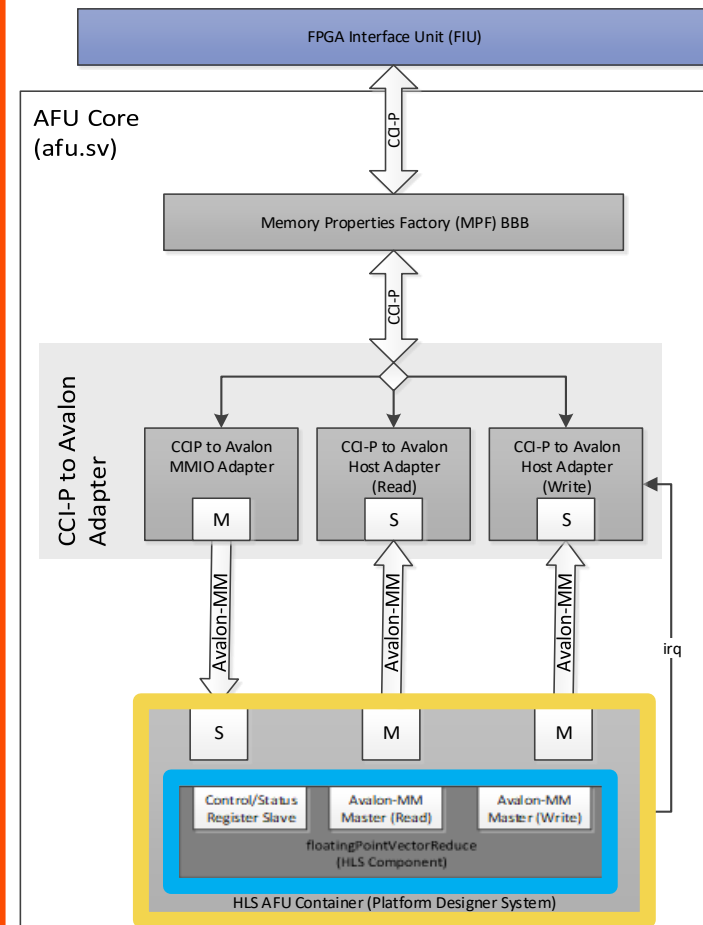 FPGA Interface Unit (FIU)
AFU Core
(afu.sv)
CCI-P
Memory Properties Factory (MPF) BBB
CCI-P
CCI-P to Avalon
Adapter
CCIP to Avalon
MMIO Adapter
M
CCI-P to Avalon
Host Adapter
(Read)
S
CCI-P to Avalon
Host Adapter
(Write)
S
Avalon-MM
Avalon-MM
Avalon-MM
irq
S
M
M
Control/Status
Register Slave
Avalon-MM
Master (Read)
Avalon-MM
Master (Write)
floatingPointVectorReduce
(HLS Component)
HLS AFU Container (Platform Designer System)